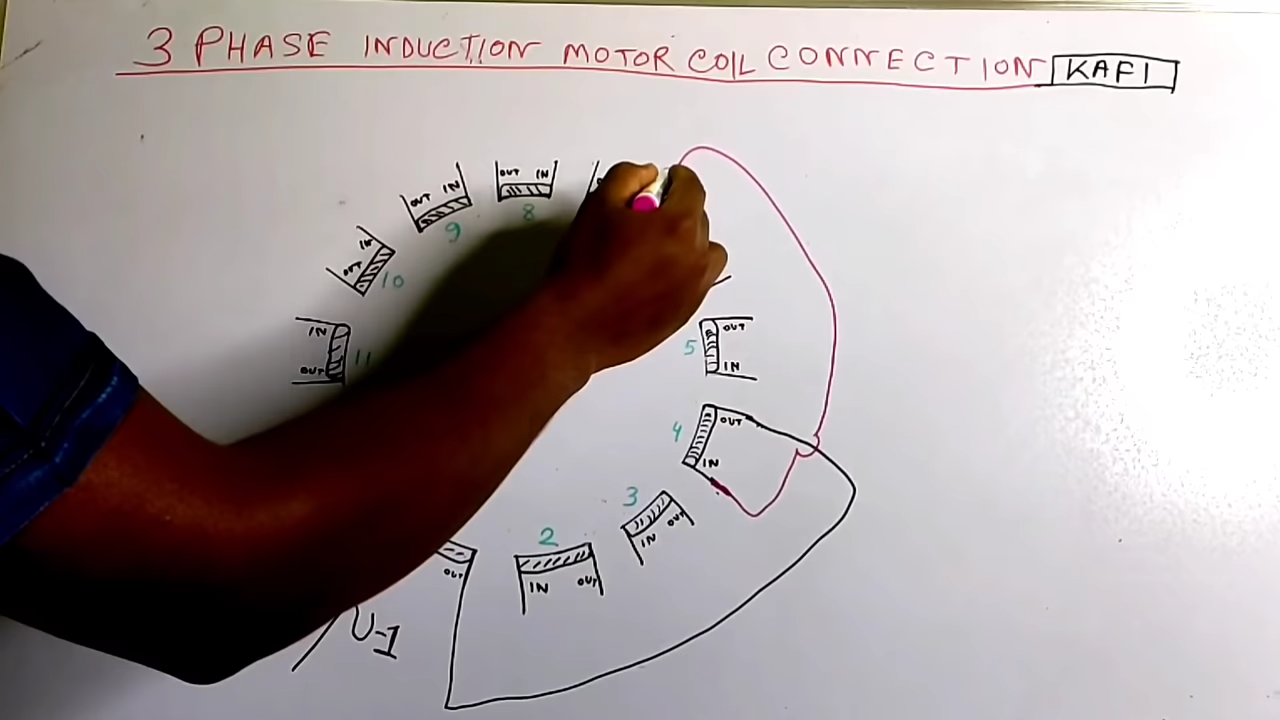 3 PHASE INDUCTION MOTOR COIL CONNECTION KAFI
OUT IN
8
OUT IN
9
IN OUT
10
IN OUT
11
OUT IN
5
OUT IN
4
3
IN OUT
2
IN OUT
OUT
U-1